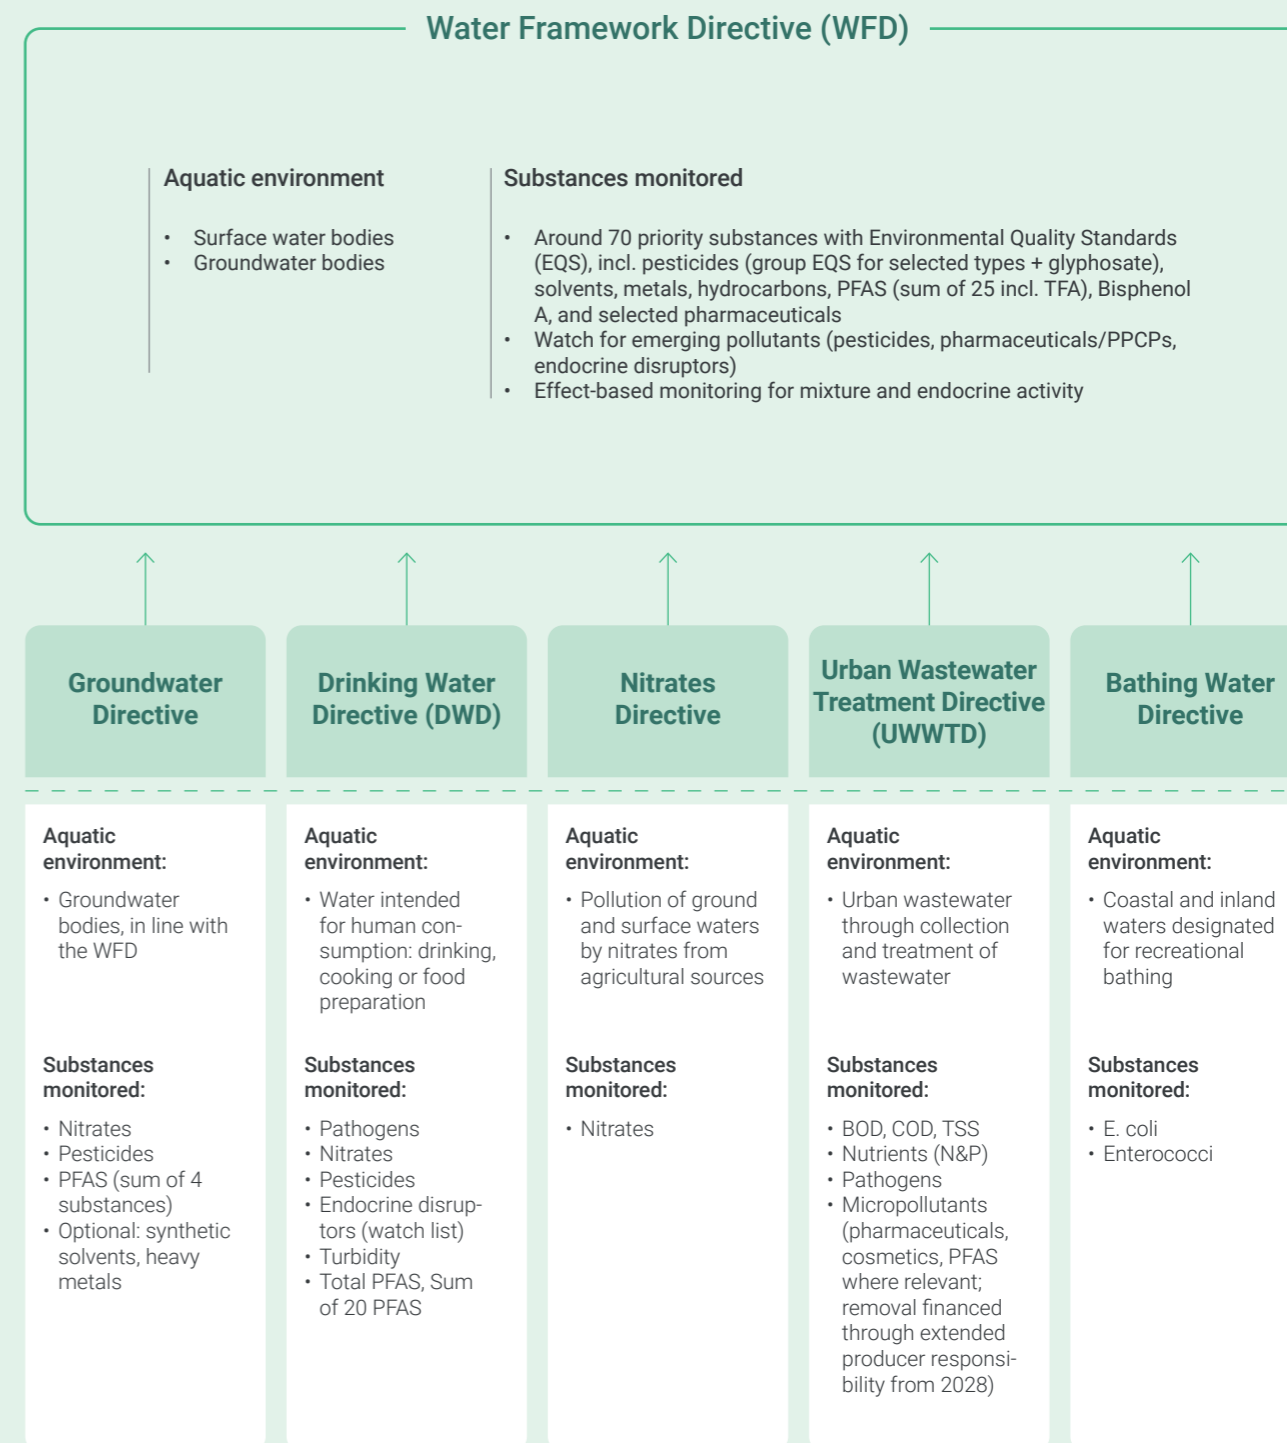 Water Framework Directive (WFD)
Aquatic environment
• Surface water bodies
• Groundwater bodies
Substances monitored
• Around 70 priority substances with Environmental Quality Standards
(EQS), incl. pesticides (group EQS for selected types + glyphosate),
solvents, metals, hydrocarbons, PFAS (sum of 25 incl. TFA), Bisphenol
A, and selected pharmaceuticals
• Watch for emerging pollutants (pesticides, pharmaceuticals/PPCPs,
endocrine disruptors)
• Effect-based monitoring for mixture and endocrine activity
Groundwater
Directive
Aquatic
environment:
• Groundwater
bodies, in line with
the WFD
Substances
monitored:
• Nitrates
• Pesticides
• PFAS (sum of 4
substances)
• Optional: synthetic
solvents, heavy
metals
Drinking Water
Directive (DWD)
Aquatic
environment:
• Water intended
for human con-
sumption: drinking,
cooking or food
preparation
Substances
monitored:
• Pathogens
• Nitrates
• Pesticides
• Endocrine disrup-
tors (watch list)
• Turbidity
• Total PFAS, Sum
of 20 PFAS
Nitrates
Directive
Aquatic
environment:
• Pollution of ground
and surface waters
by nitrates from
agricultural sources
Substances
monitored:
• Nitrates
Urban Wastewater
Treatment Directive
(UWWTD)
Aquatic
environment:
• Urban wastewater
through collection
and treatment of
wastewater
Substances
monitored:
• BOD, COD, TSS
• Nutrients (N&P)
• Pathogens
• Micropollutants
(pharmaceuticals,
cosmetics, PFAS
where relevant;
removal financed
through extended
producer responsi-
bility from 2028)
Bathing Water
Directive
Aquatic
environment:
• Coastal and inland
waters designated
for recreational
bathing
Substances
monitored:
• E. coli
• Enterococci